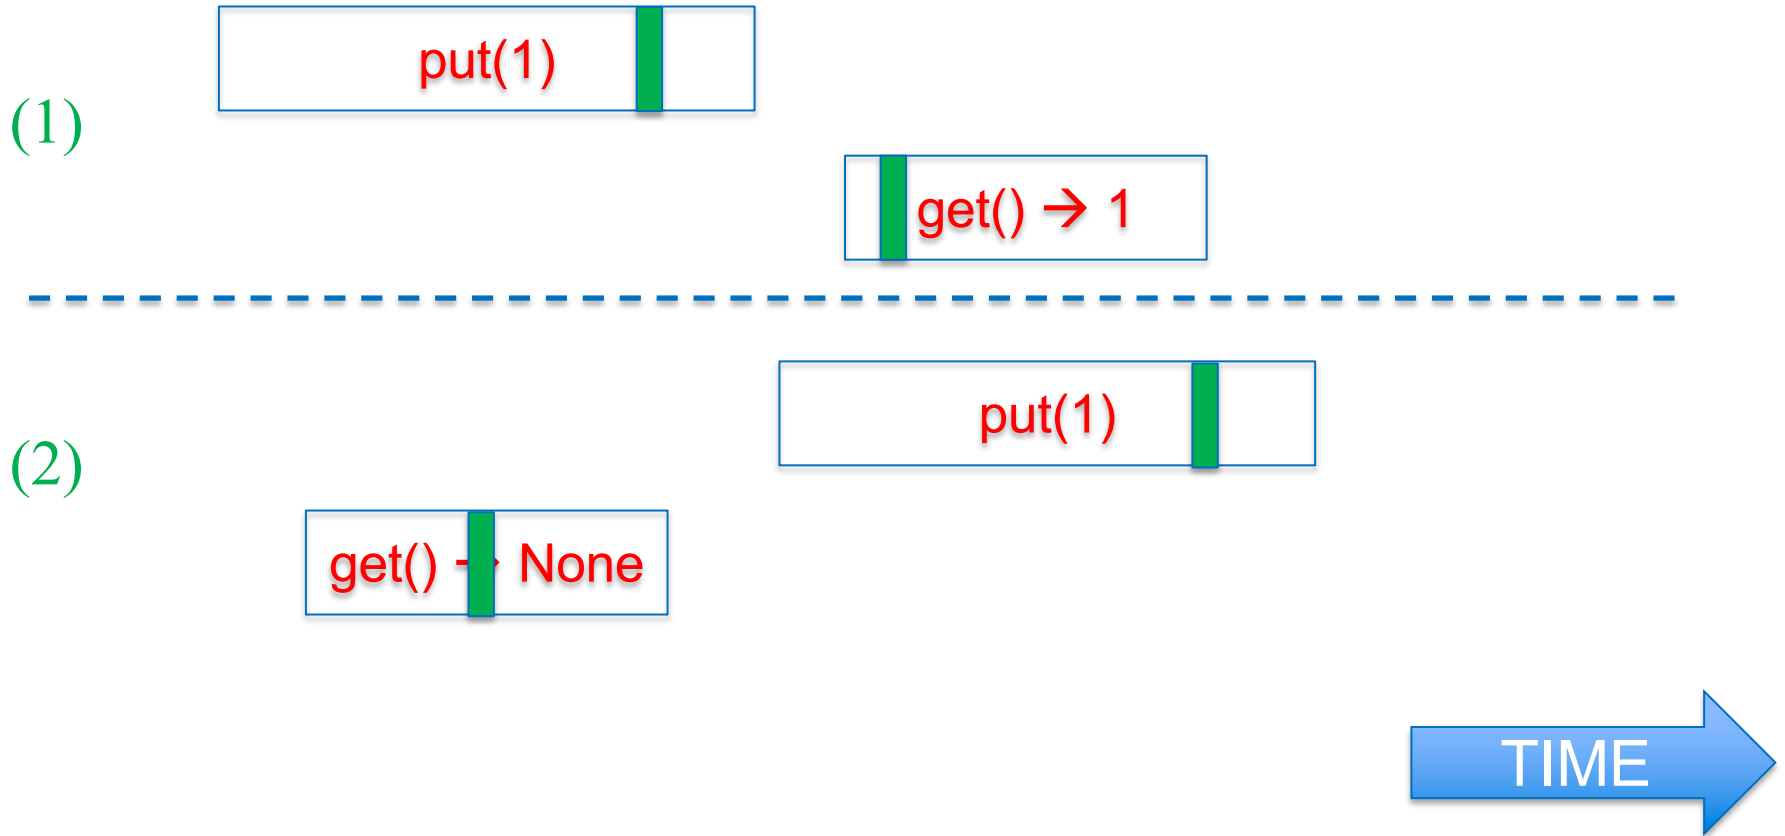 put(1)
(1)
get() → 1
put(1)
(2)
get() → None
TIME